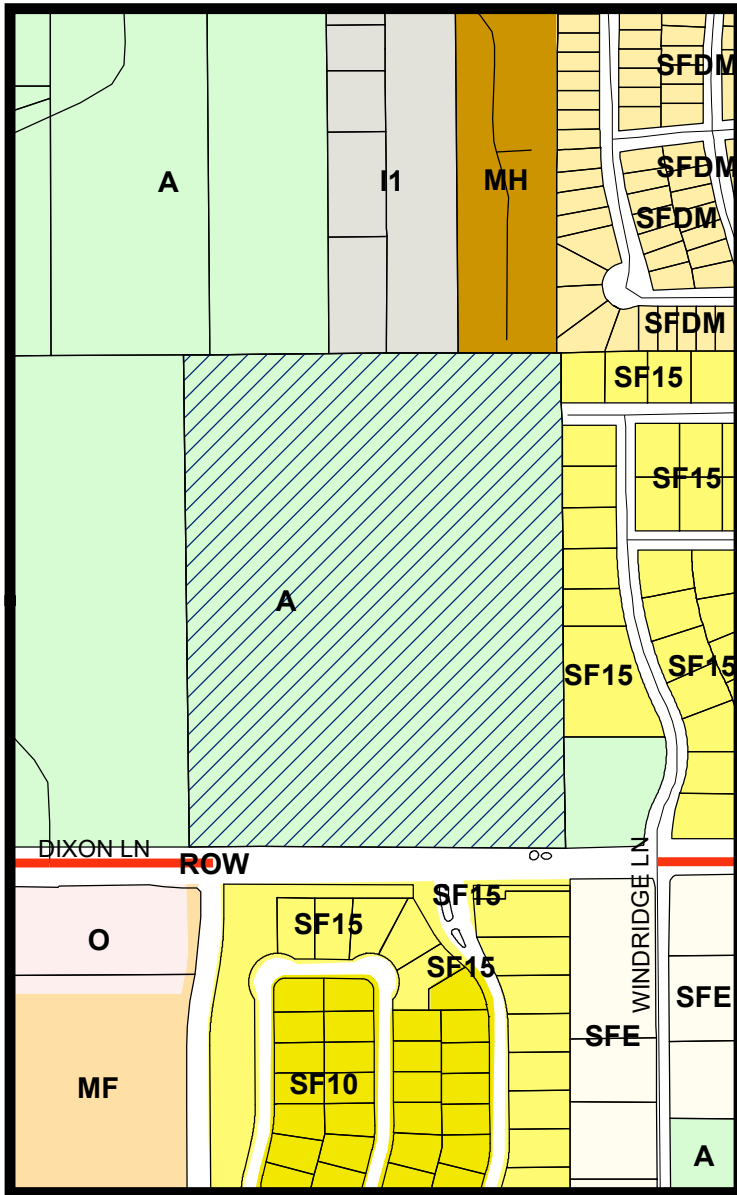 SFDM
A
I1
MH
SFDM
SFDM
SFDM
SF15
SF15
A
SF15
SF15
DIXON LN
ROW
WINDRIDGE LN
SF15
SF15
O
SF15
SFE
SFE
MF
SF10
A